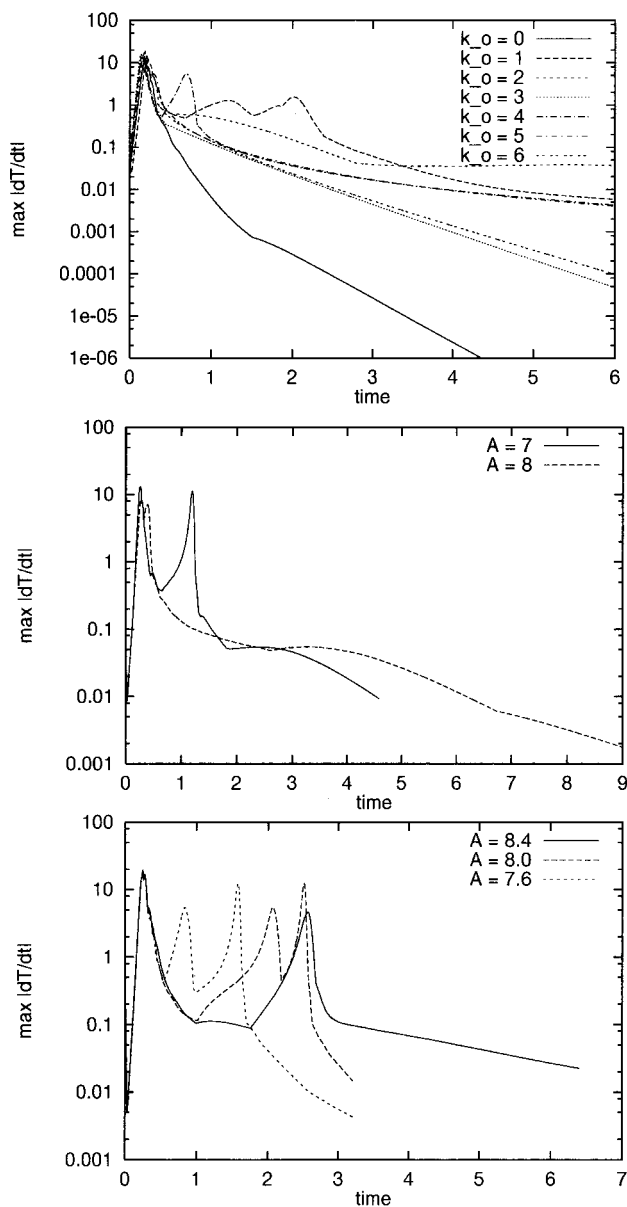 100
10
1
0.1
0.01
0.001
0.0001
1e-05
1e-06
max |dT/dt|
k_o = 0
k_o = 1
k_o = 2
k_o = 3
k_o = 4
k_o = 5
k_o = 6
0 1 2 3 4 5 6
time
100
10
1
0.1
0.01
0.001
max |dT/dt|
A = 7
A = 8
0 1 2 3 4 5 6 7 8 9
time
100
10
1
0.1
0.01
0.001
max |dT/dt|
A = 8.4
A = 8.0
A = 7.6
0 1 2 3 4 5 6 7
time